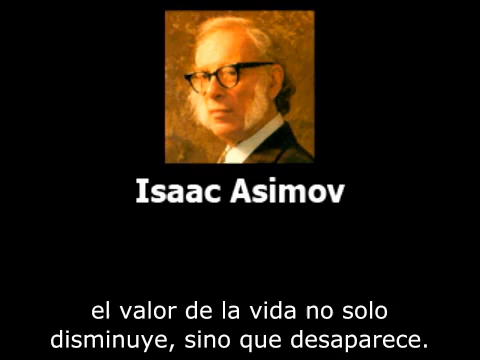 Isaac Asimov
el valor de la vida no solo
disminuye, sino que desaparece.